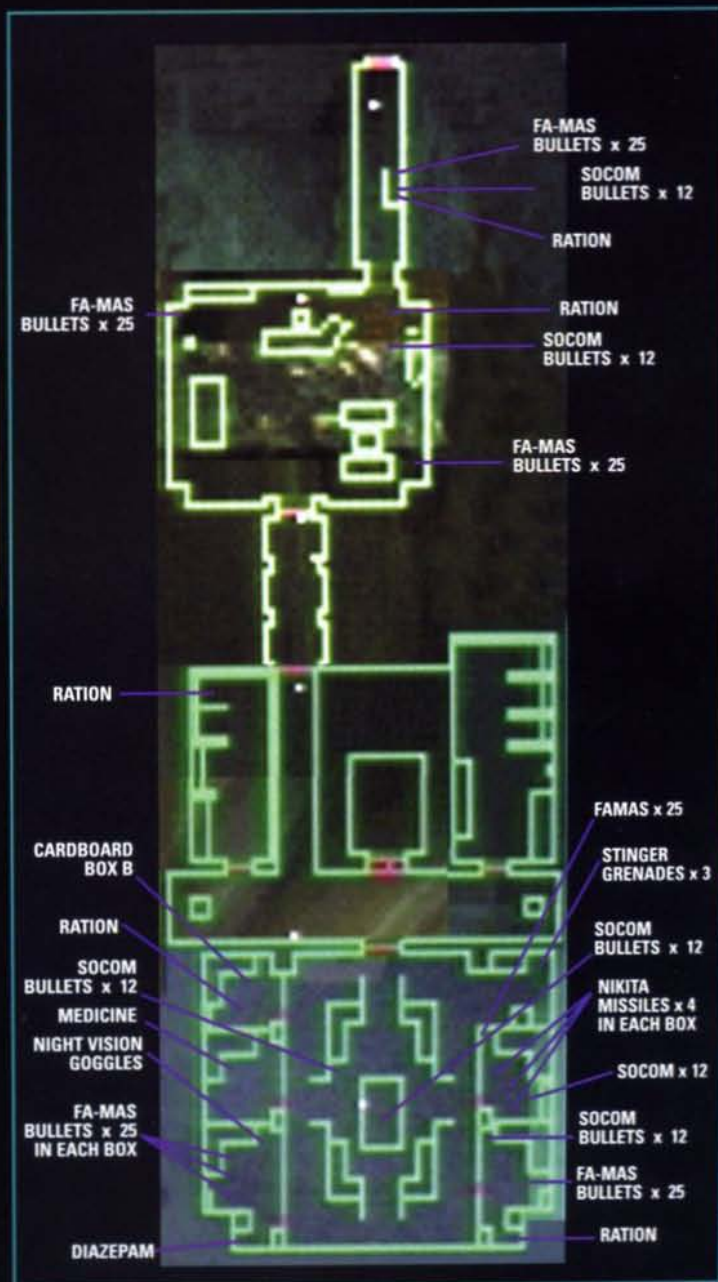 FA-MAS
BULLETS x 25
SOCOM
BULLETS x 12
RATION
FA-MAS
BULLETS x 25
RATION
SOCOM
BULLETS x 12
FA-MAS
BULLETS x 25
RATION
FAMAS x 25
CARDBOARD
BOX B
STINGER
GRENADES x 3
RATION
SOCOM
BULLETS x 12
SOCOM
BULLETS x 12
NIKITA
MISSILES x 4
IN EACH BOX
MEDICINE
NIGHT VISION
GOGGLES
SOCOM x 12
FA-MAS
BULLETS x 25
IN EACH BOX
SOCOM
BULLETS x 12
FA-MAS
BULLETS x 25
DIAZEPAM
RATION